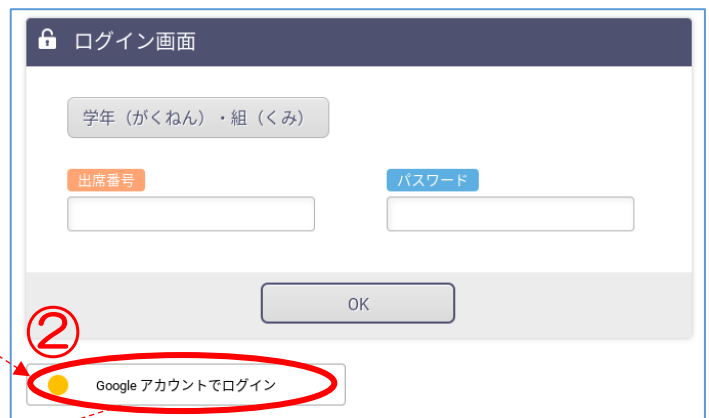 ログイン画面
学年（がくねん）・組（くみ）
出席番号
パスワード
OK
②
Google アカウントでログイン